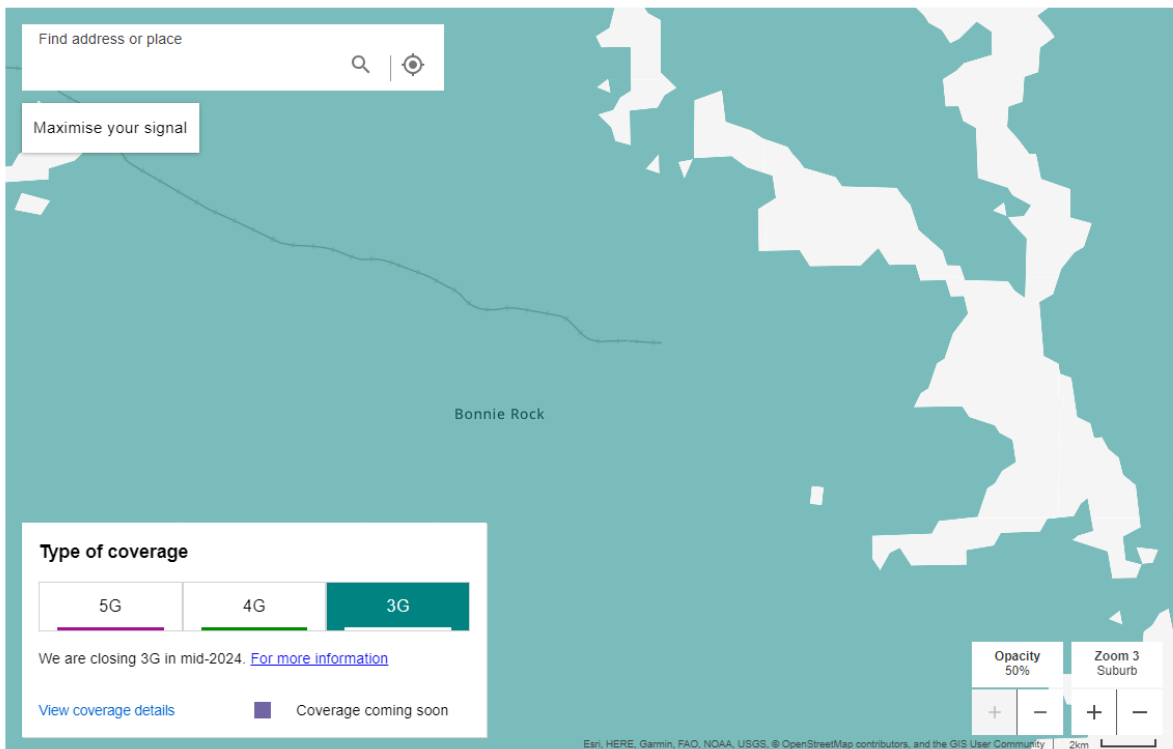 Find address or place
Maximise your signal
Bonnie Rock
Type of coverage
5G 4G 3G
We are closing 3G in mid-2024. For more information
View coverage details Coverage coming soon
Opacity
50%
+ −
Zoom 3
Suburb
+ −
Esri, HERE, Garmin, FAO, NOAA, USGS, © OpenStreetMap contributors, and the GIS User Community
2km